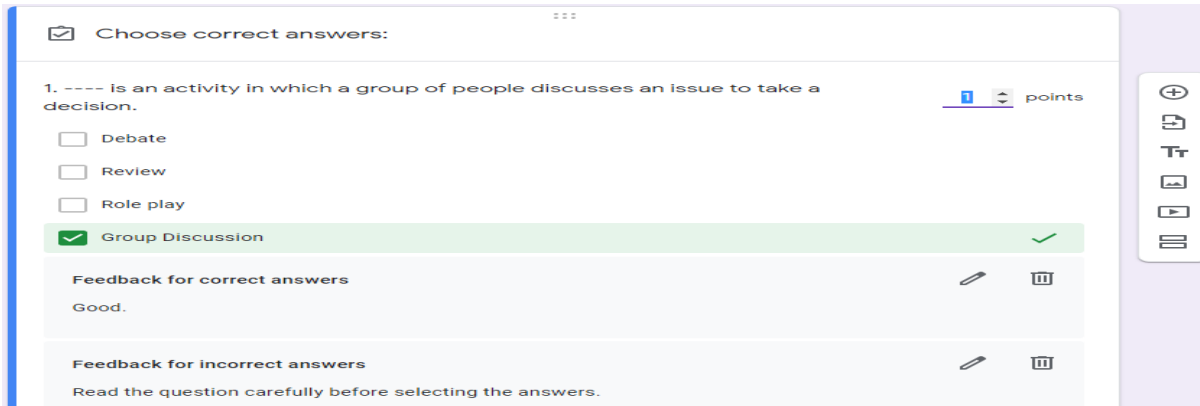 Choose correct answers:
1. ---- is an activity in which a group of people discusses an issue to take a
decision.
1 points
Debate
Review
Role play
Group Discussion
Feedback for correct answers
Good.
Feedback for incorrect answers
Read the question carefully before selecting the answers.
Tт